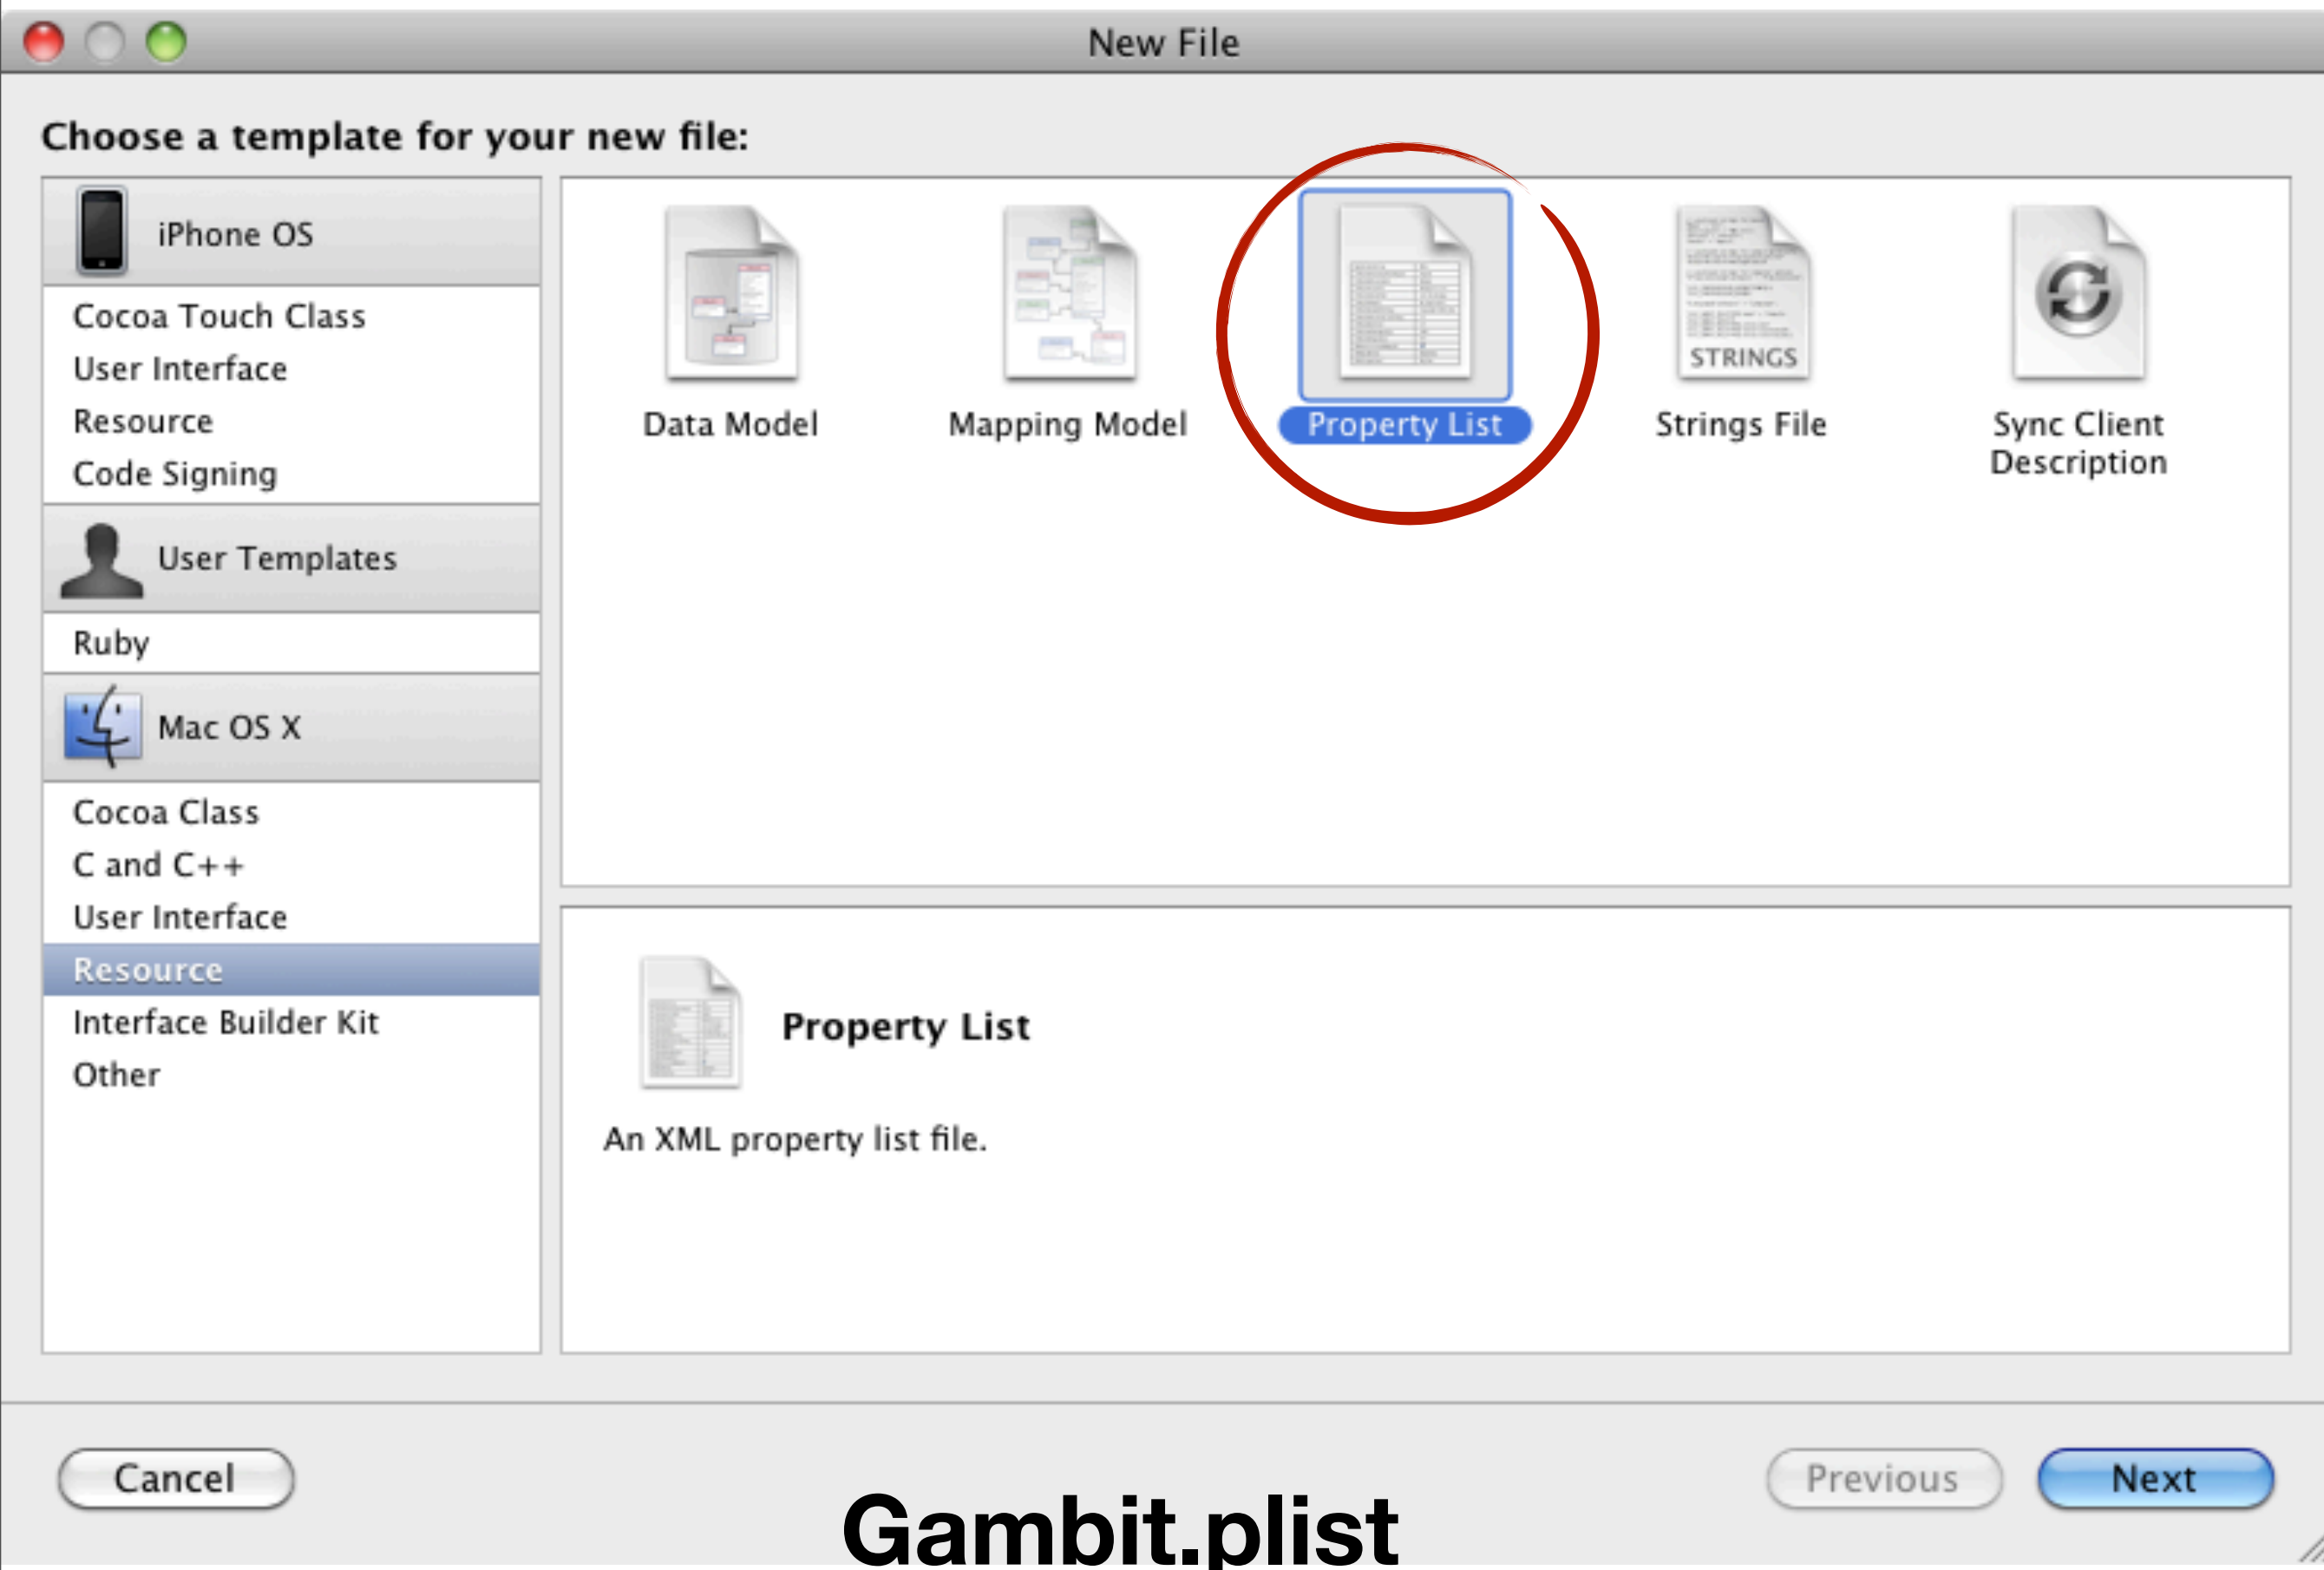 New File
Choose a template for your new file:
iPhone OS
Cocoa Touch Class
User Interface
Resource
Code Signing
User Templates
Ruby
Mac OS X
Cocoa Class
C and C++
User Interface
Resource
Interface Builder Kit
Other
Data Model
Mapping Model
Property List
STRINGS
Strings File
Sync Client
Description
Property List
An XML property list file.
Cancel
Previous
Next
Gambit.plist